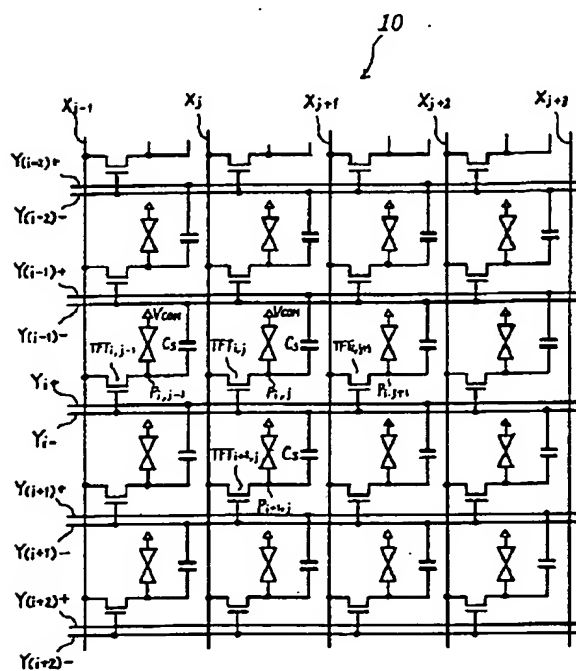 10
Xj-1 Xj Xj+1 Xj+2 Xj+3
Y(i-2)+
Y(i-2)-
Y(i-1)+
VCOM VCOM
Y(i-1)-
TFTi,j-1 CS TFTi,j CS TFTi,j+1
Pi,j-1 Pi,j Pi,j+1
Yi+
Yi-
TFTi+1,j CS
Pi+1,j
Y(i+1)+
Y(i+1)-
Y(i+2)+
Y(i+2)-